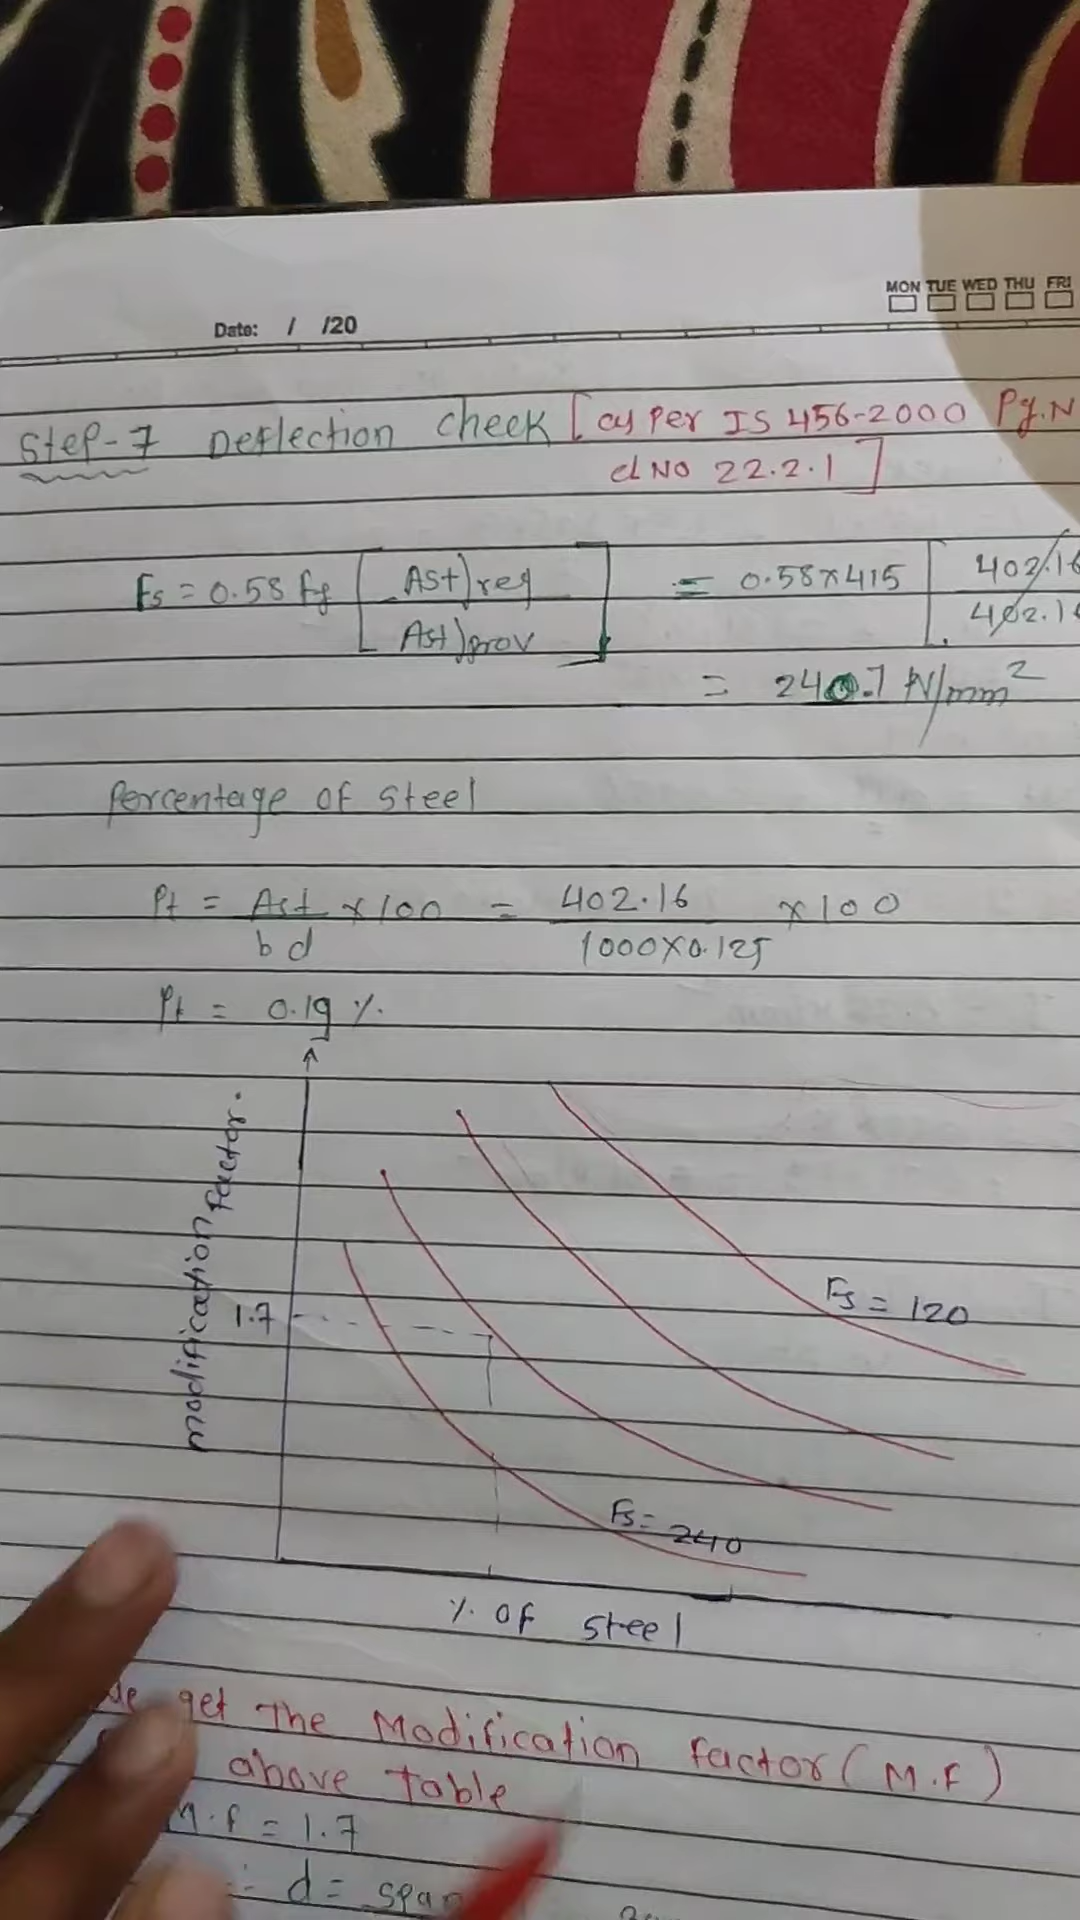 MON TUE WED THU FRI
Date: / /20
Step-7 Deflection Check [as per IS 456-2000 Pg.N
cl NO 22.2.1]
Fs = 0.58 fy [ Ast)req / Ast)prov ] = 0.58x415 [ 402.16 / 402.16
= 240.7 N/mm²
Percentage of steel
Pt = Ast / bd x100 = 402.16 / 1000x0.125 x100
Pt = 0.19 %.
modification factor.
Fs = 120
1.7
Fs = 240
% of steel
We get The Modification factor (M.F)
above table
M.F = 1.7
∴ d = span